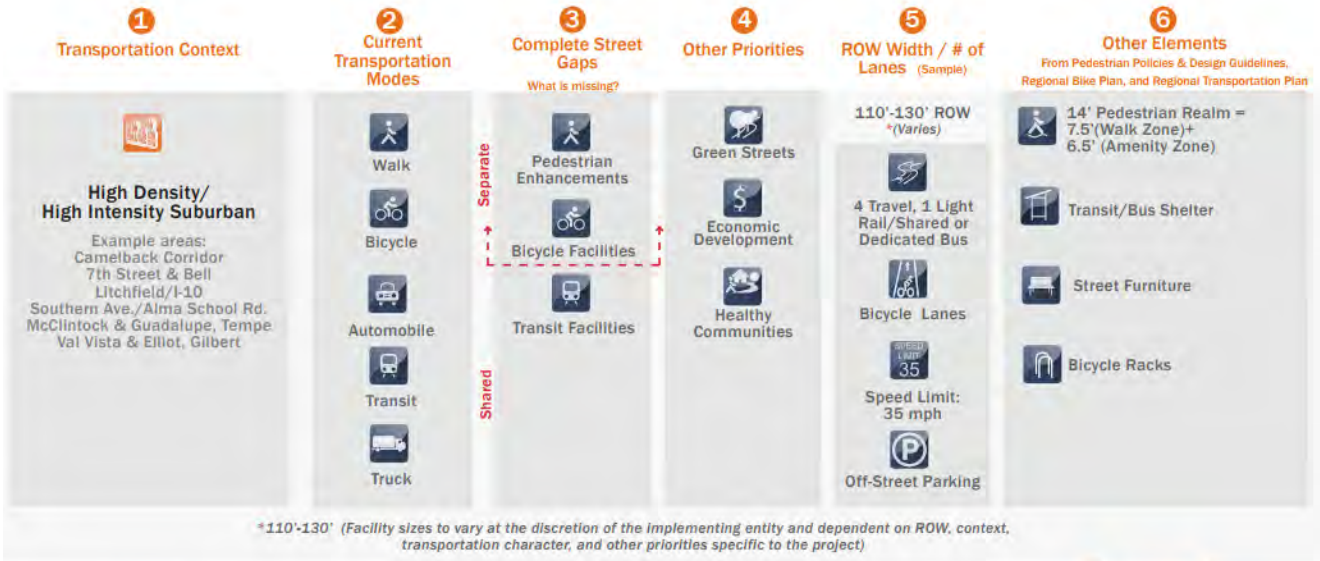 1
Transportation Context
High Density/
High Intensity Suburban
Example areas:
Camelback Corridor
7th Street & Bell
Litchfield/I-10
Southern Ave./Alma School Rd.
McClintock & Guadalupe, Tempe
Val Vista & Elliot, Gilbert
2
Current
Transportation
Modes
Walk
Bicycle
Automobile
Transit
Truck
3
Complete Street
Gaps
What is missing?
Separate
Shared
Pedestrian
Enhancements
Bicycle Facilities
Transit Facilities
4
Other Priorities
Green Streets
$
Economic
Development
Healthy
Communities
5
ROW Width / # of
Lanes (Sample)
110'-130' ROW
*(Varies)
4 Travel, 1 Light
Rail/Shared or
Dedicated Bus
Bicycle Lanes
SPEED
LIMIT
35
Speed Limit:
35 mph
P
Off-Street Parking
6
Other Elements
From Pedestrian Policies & Design Guidelines,
Regional Bike Plan, and Regional Transportation Plan
14' Pedestrian Realm =
7.5'(Walk Zone)+
6.5' (Amenity Zone)
Transit/Bus Shelter
Street Furniture
Bicycle Racks
*110'-130' (Facility sizes to vary at the discretion of the implementing entity and dependent on ROW, context,
transportation character, and other priorities specific to the project)